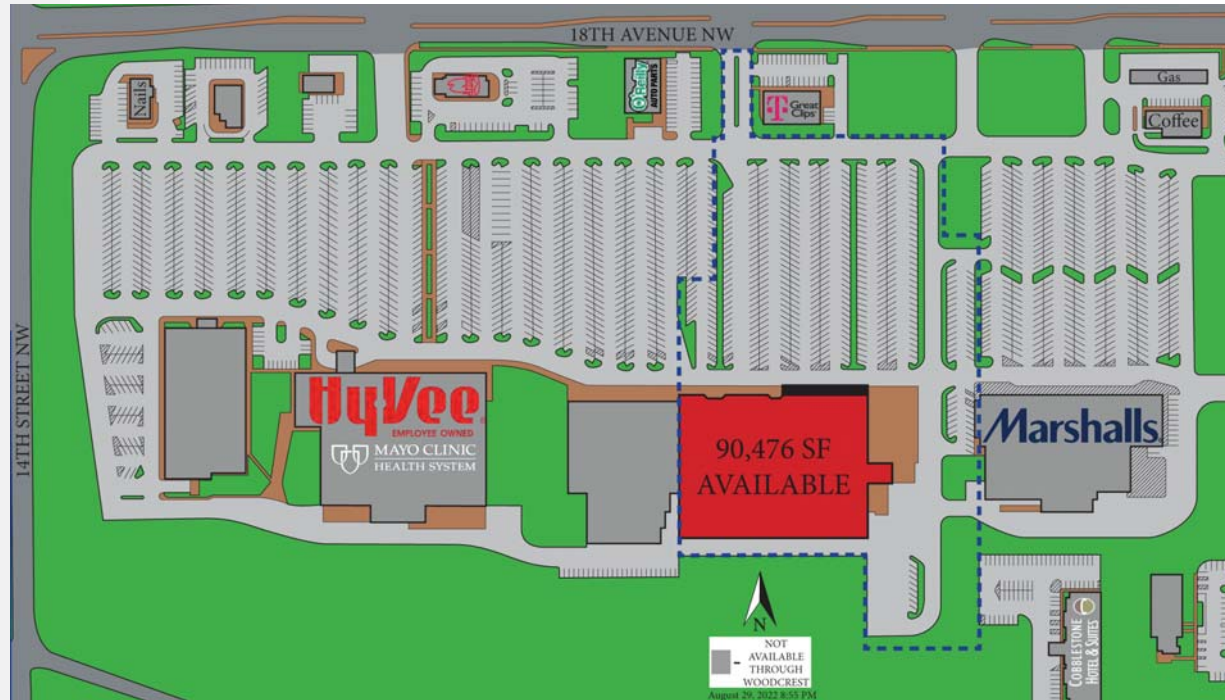 18TH AVENUE NW
Nails
O'Reilly
AUTO PARTS
T
Great
Clips
Gas
Coffee
14TH STREET NW
HyVee
EMPLOYEE OWNED
MAYO CLINIC
HEALTH SYSTEM
90,476 SF
AVAILABLE
Marshalls
COBBLESTONE
HOTEL & SUITES
N
- NOT
AVAILABLE
THROUGH
WOODCREST
August 29, 2022 8:55 PM